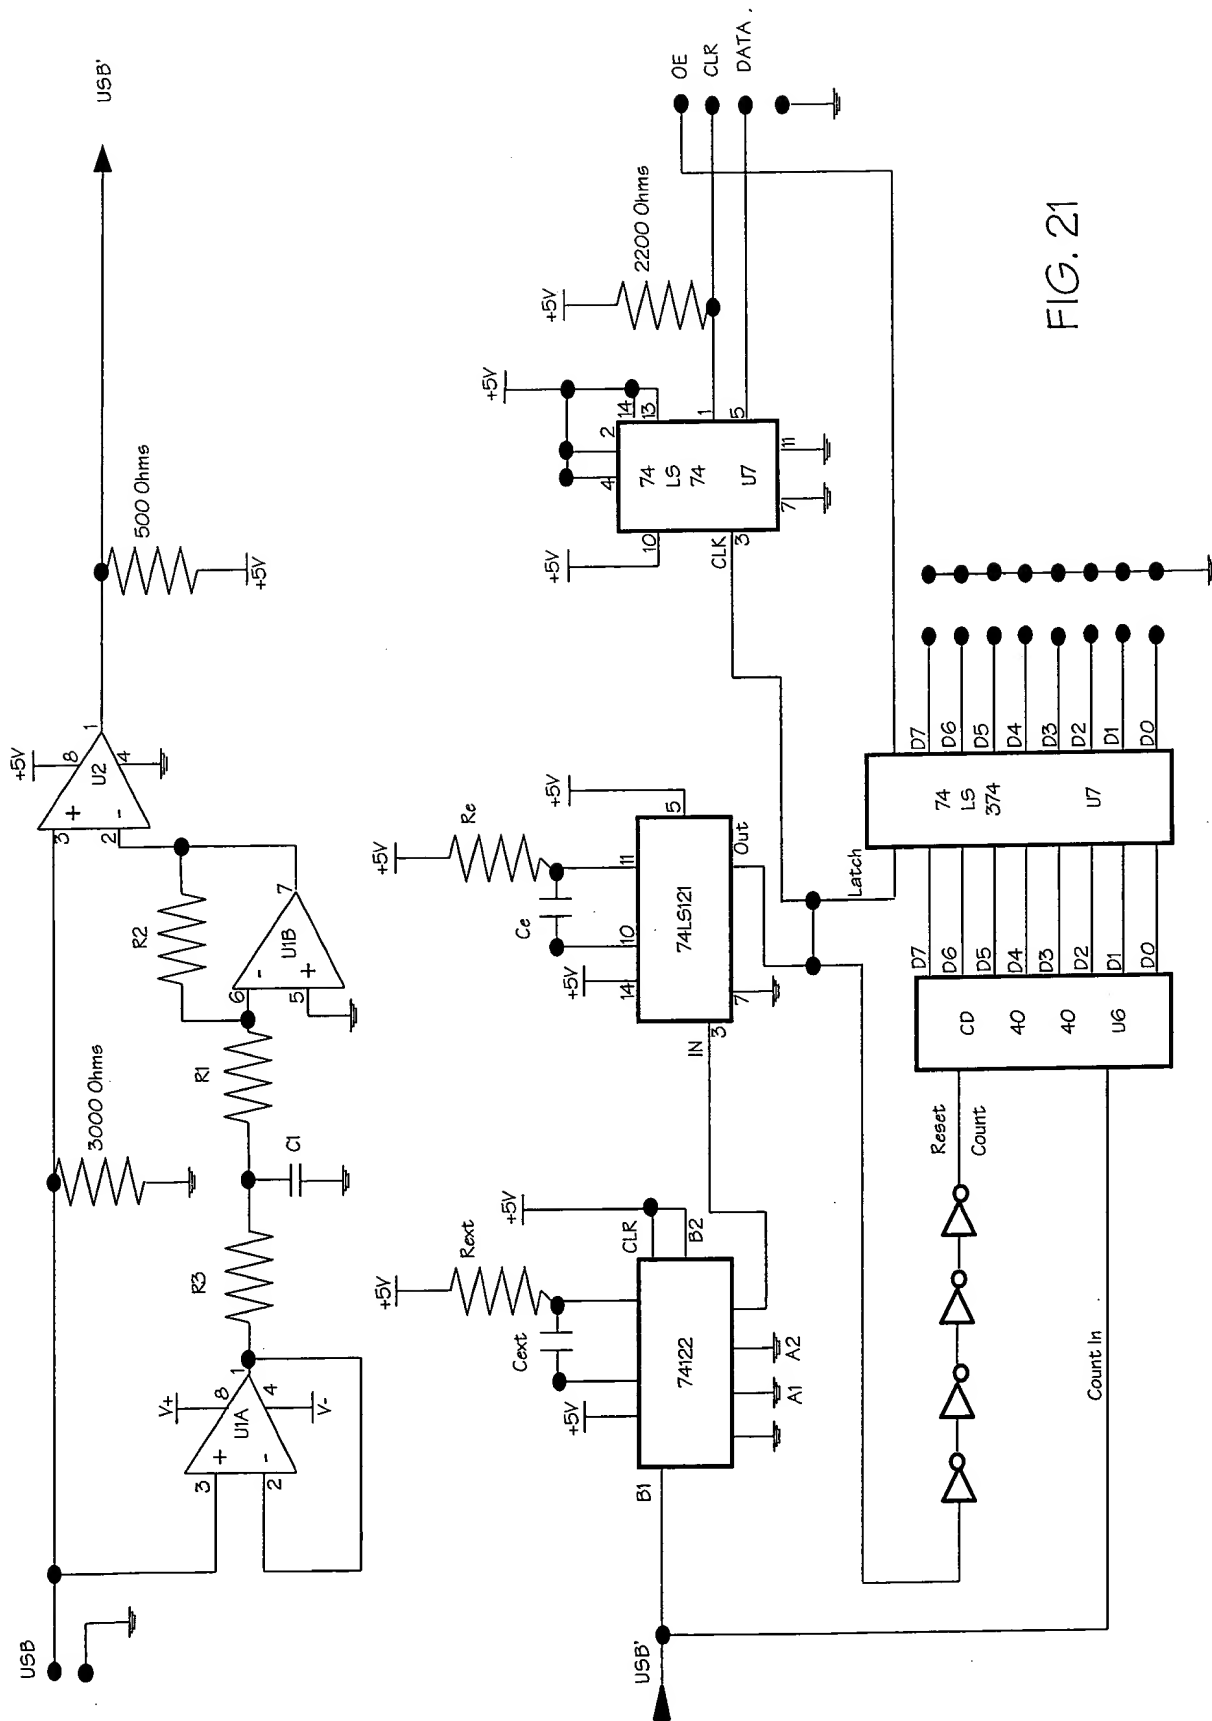 USB
USB'
3000 Ohms
500 Ohms
+5V
+5V
3
2
8
4
1
U2
+
-
V+
V-
3
2
8
4
1
U1A
+
-
R3
C1
R1
R2
6
5
7
U1B
-
+
USB'
B1
+5V
Cext
Rext
+5V
+5V
CLR
B2
74122
A1
A2
IN
3
+5V
14
10
11
Ce
Re
+5V
74LS121
7
Out
5
+5V
+5V
10
CLK
3
4
2
14
13
+5V
74
LS
74
U7
7
11
1
5
+5V
2200 Ohms
OE
CLR
DATA.
Latch
Reset
Count
Count In
CD
40
40
U6
D7
D6
D5
D4
D3
D2
D1
D0
74
LS
374
U7
D7
D6
D5
D4
D3
D2
D1
D0
FIG. 21